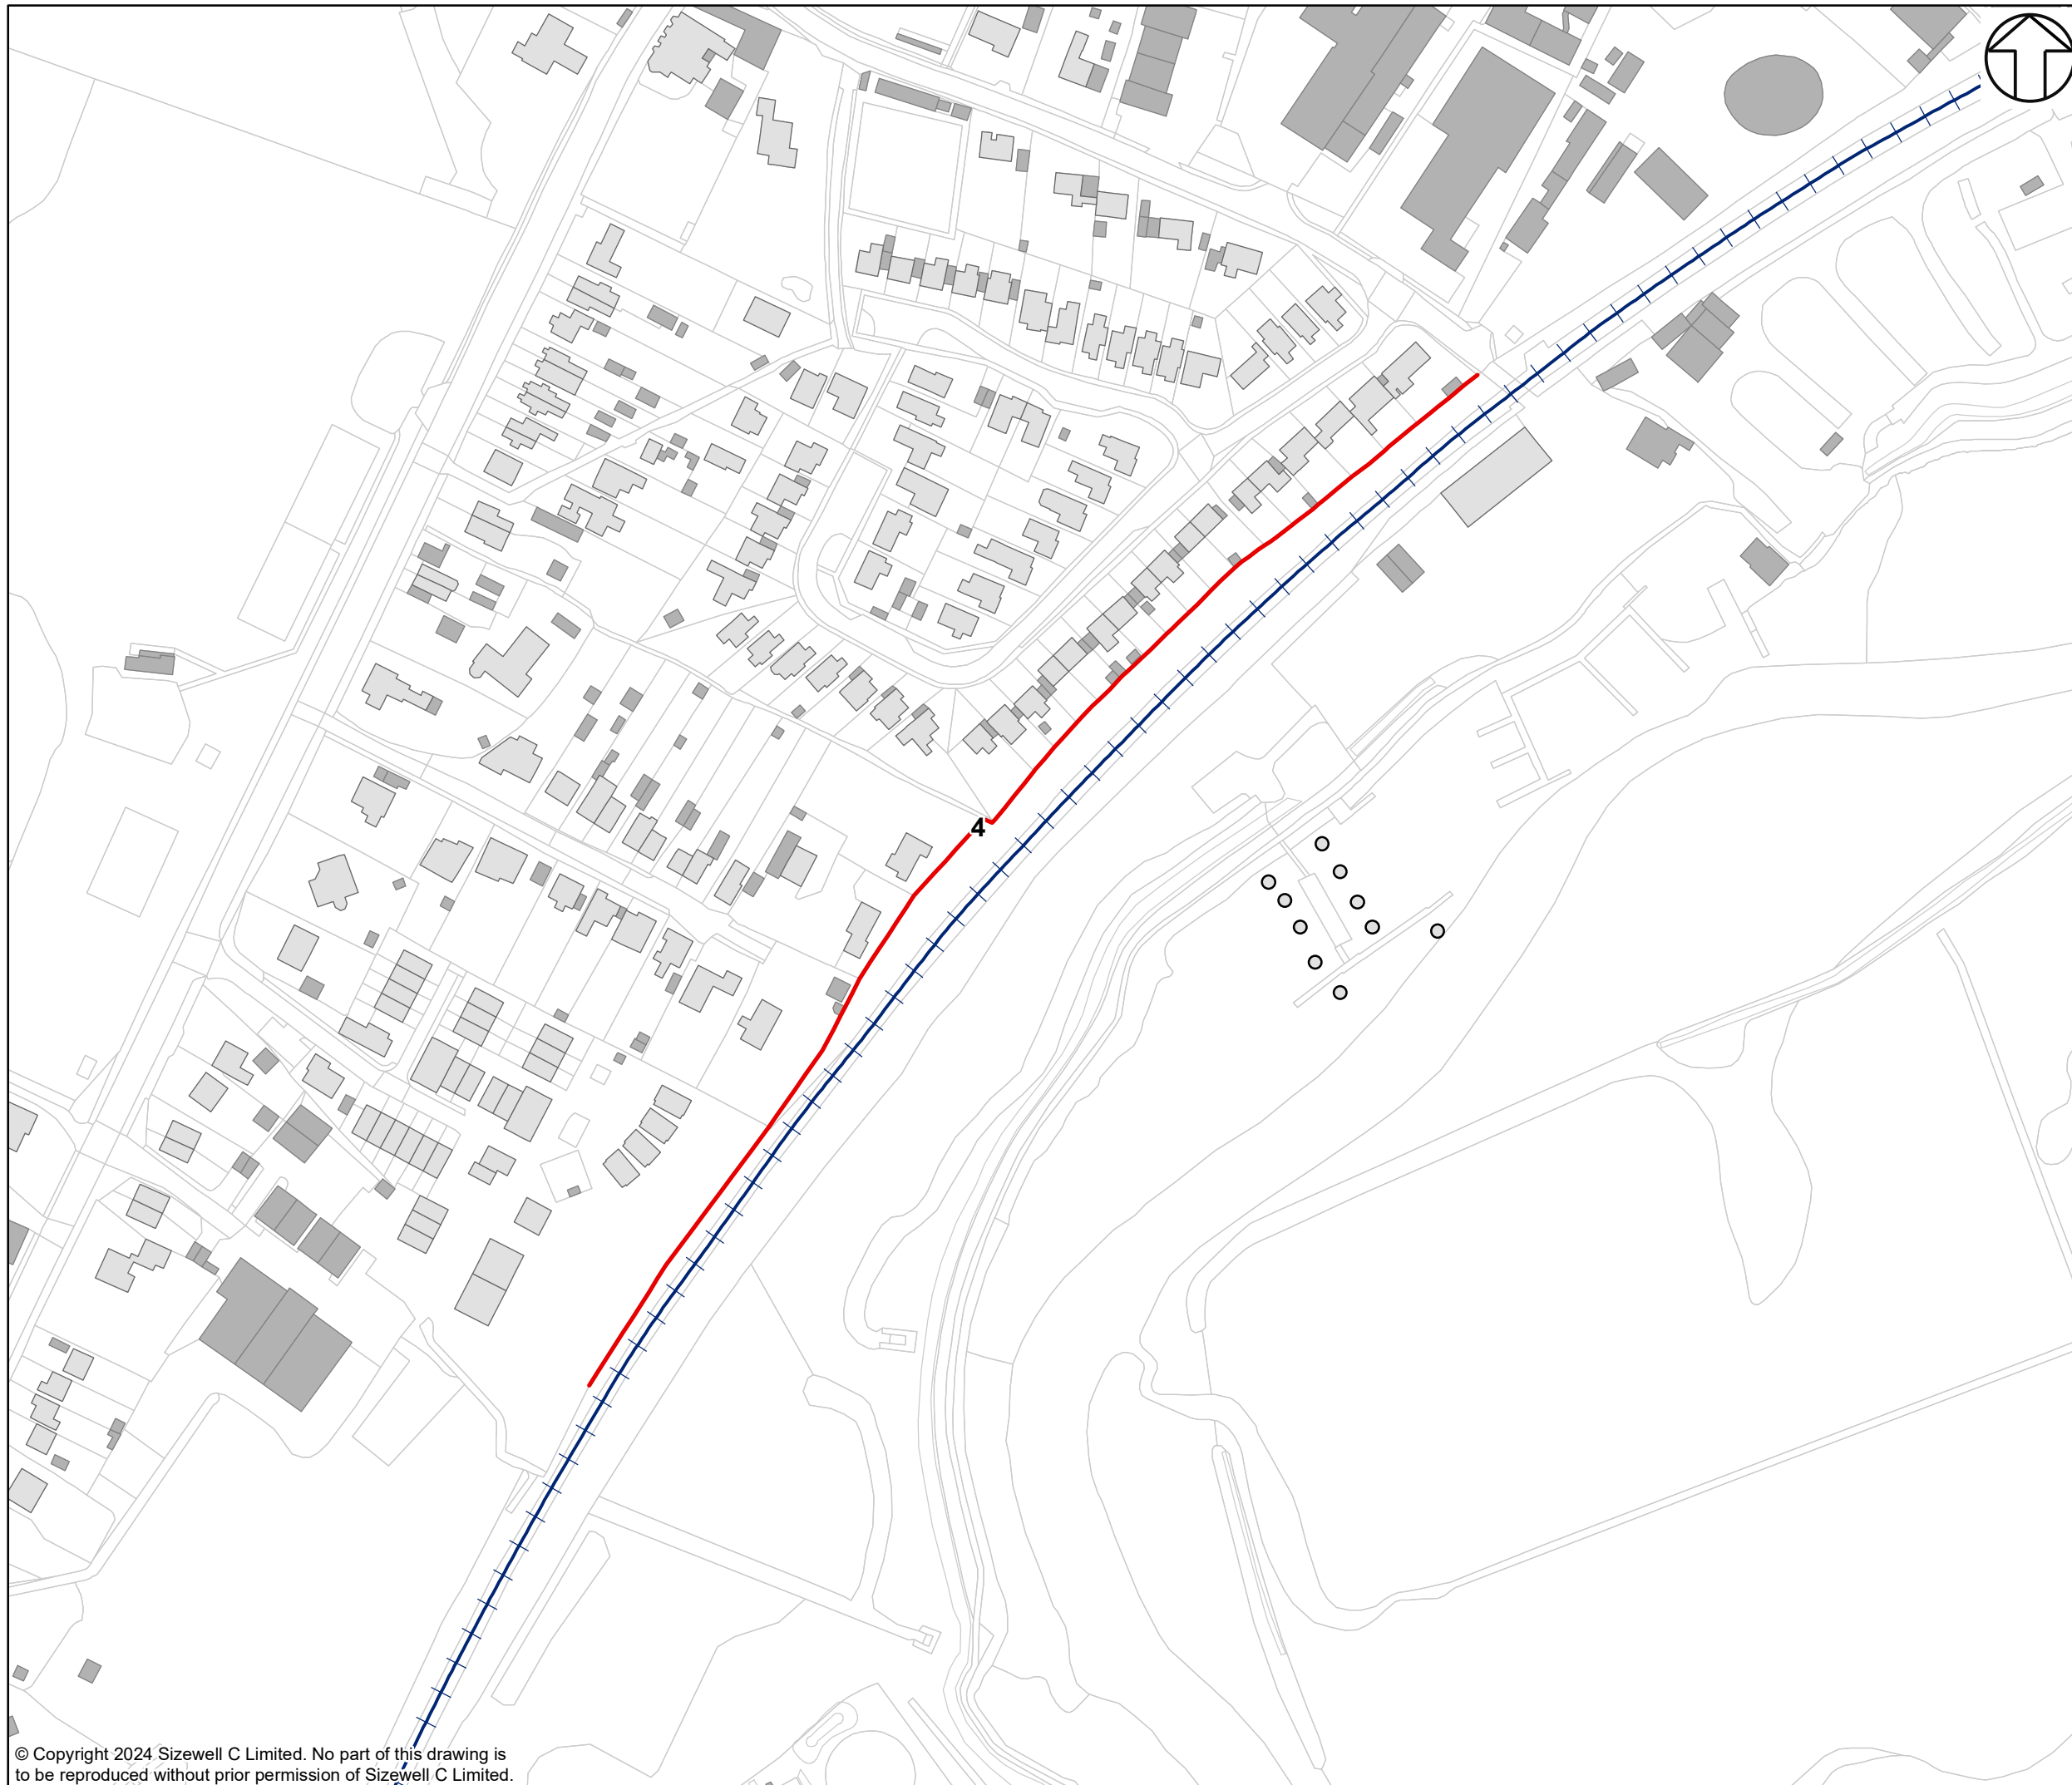 4
© Copyright 2024 Sizewell C Limited. No part of this drawing is
to be reproduced without prior permission of Sizewell C Limited.